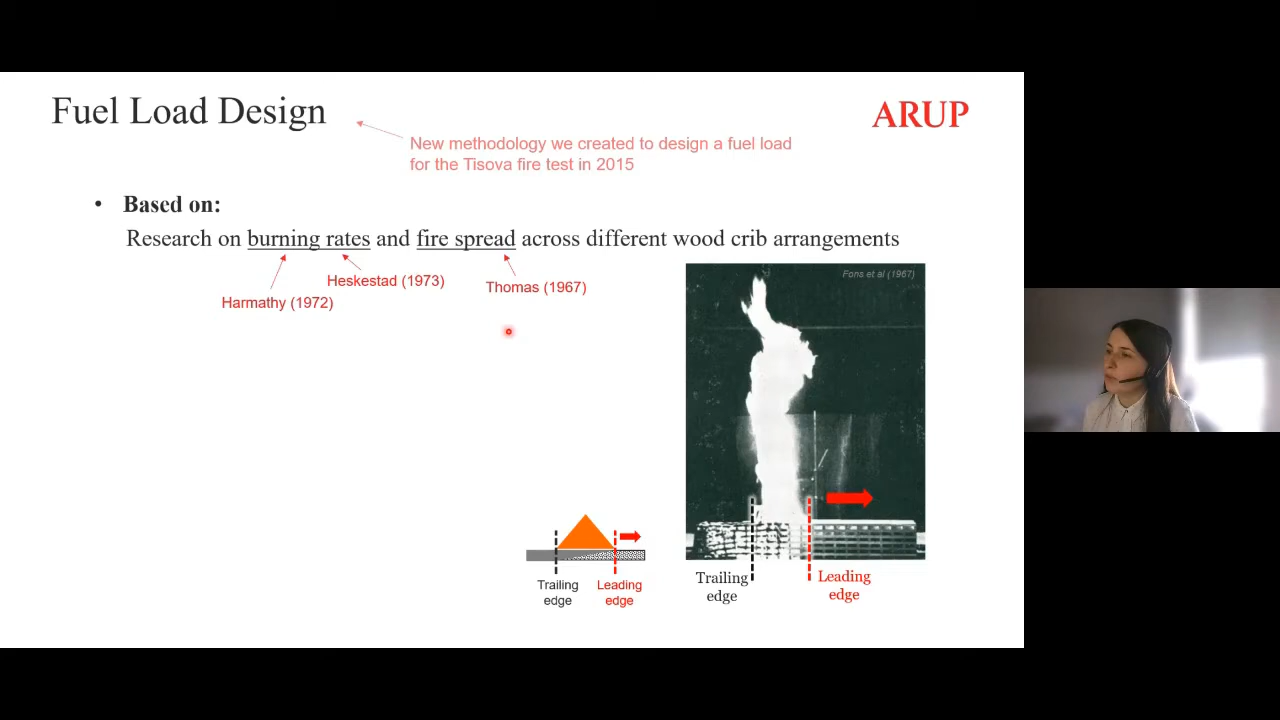 Fuel Load Design
ARUP
New methodology we created to design a fuel load
for the Tisova fire test in 2015
• Based on:
Research on burning rates and fire spread across different wood crib arrangements
Harmathy (1972)
Heskestad (1973)
Thomas (1967)
Fons et al (1967)
Trailing
edge
Leading
edge
Trailing
edge
Leading
edge